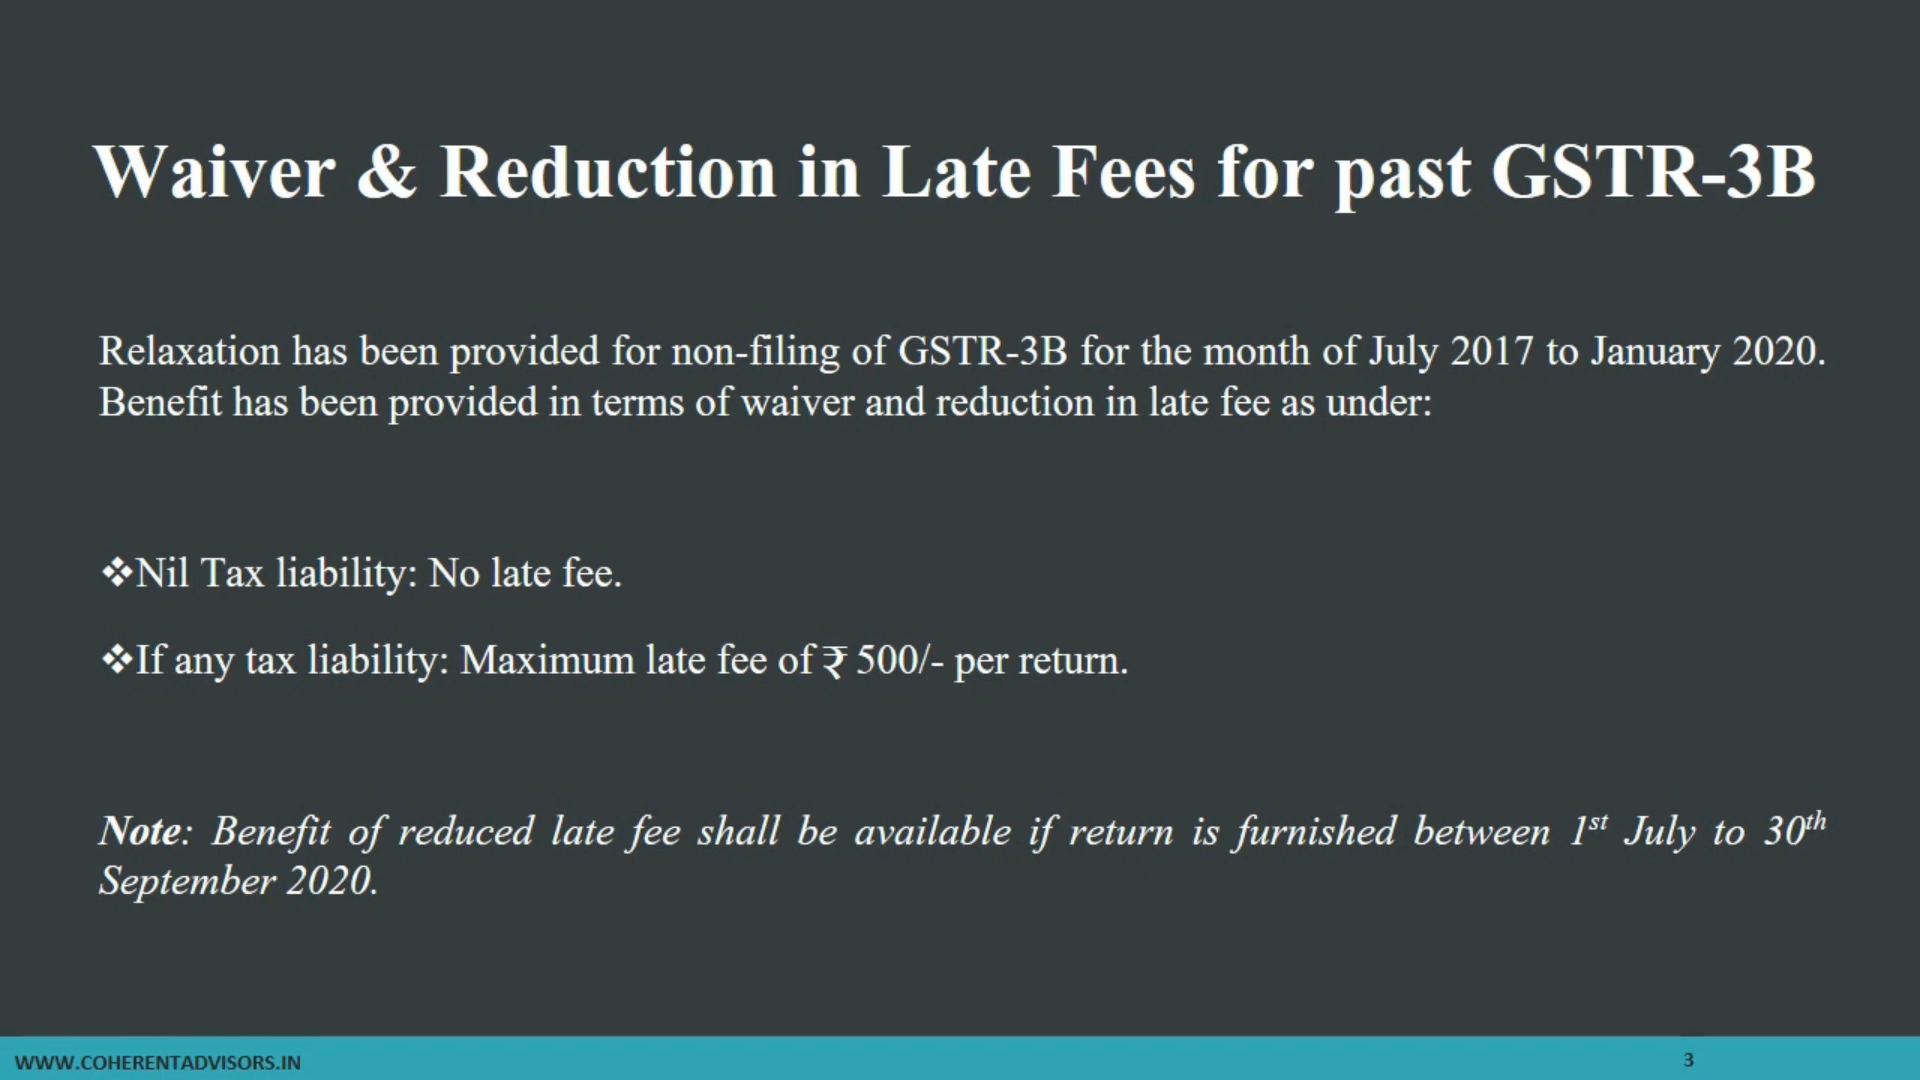 Waiver & Reduction in Late Fees for past GSTR-3B
Relaxation has been provided for non-filing of GSTR-3B for the month of July 2017 to January 2020.
Benefit has been provided in terms of waiver and reduction in late fee as under:
❖Nil Tax liability: No late fee.
❖If any tax liability: Maximum late fee of ₹ 500/- per return.
Note: Benefit of reduced late fee shall be available if return is furnished between 1st July to 30th
September 2020.
WWW.COHERENTADVISORS.IN
3